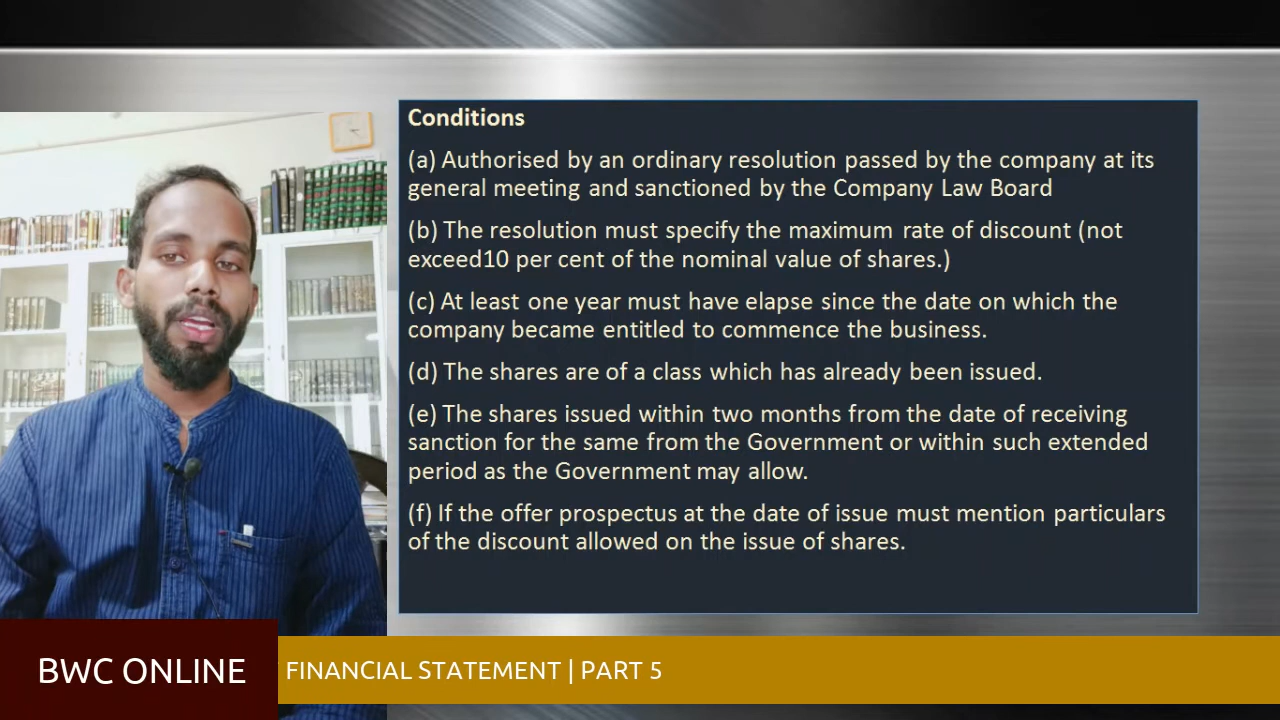 Conditions
(a) Authorised by an ordinary resolution passed by the company at its
general meeting and sanctioned by the Company Law Board
(b) The resolution must specify the maximum rate of discount (not
exceed10 per cent of the nominal value of shares.)
(c) At least one year must have elapse since the date on which the
company became entitled to commence the business.
(d) The shares are of a class which has already been issued.
(e) The shares issued within two months from the date of receiving
sanction for the same from the Government or within such extended
period as the Government may allow.
(f) If the offer prospectus at the date of issue must mention particulars
of the discount allowed on the issue of shares.
BWC ONLINE
FINANCIAL STATEMENT | PART 5